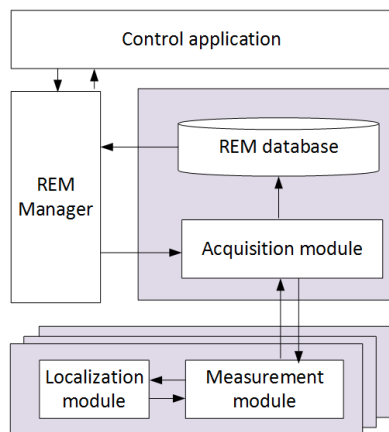 Control application
REM
Manager
REM database
Acquisition module
Localization
module
Measurement
module